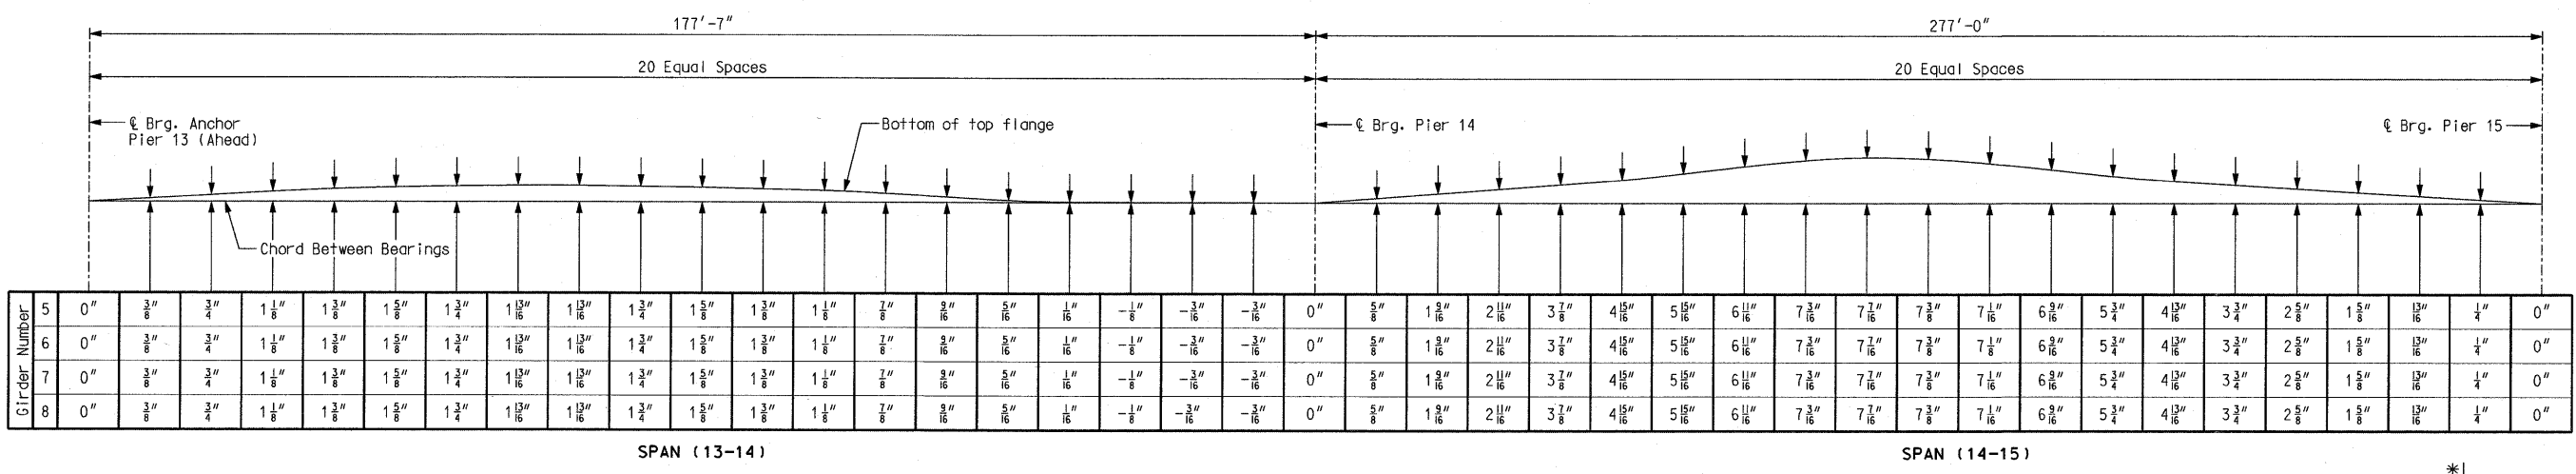 177'-7" 277'-0"
20 Equal Spaces 20 Equal Spaces
℄ Brg. Anchor
Pier 13 (Ahead)
Bottom of top flange
℄ Brg. Pier 14
℄ Brg. Pier 15
Chord Between Bearings
Girder Number
5 0" 3/8" 3/4" 1 1/8" 1 3/8" 1 5/8" 1 3/4" 1 13/16" 1 13/16" 1 3/4" 1 5/8" 1 3/8" 1 1/8" 7/8" 9/16" 5/16" 1/16" -1/8" -3/16" -3/16" 0" 5/8" 1 9/16" 2 11/16" 3 7/8" 4 15/16" 5 15/16" 6 11/16" 7 3/16" 7 7/16" 7 3/8" 7 1/16" 6 9/16" 5 3/4" 4 13/16" 3 3/4" 2 5/8" 1 5/8" 13/16" 1/4" 0"
6 0" 3/8" 3/4" 1 1/8" 1 3/8" 1 5/8" 1 3/4" 1 13/16" 1 13/16" 1 3/4" 1 5/8" 1 3/8" 1 1/8" 7/8" 9/16" 5/16" 1/16" -1/8" -3/16" -3/16" 0" 5/8" 1 9/16" 2 11/16" 3 7/8" 4 15/16" 5 15/16" 6 11/16" 7 3/16" 7 7/16" 7 3/8" 7 1/8" 6 9/16" 5 3/4" 4 13/16" 3 3/4" 2 5/8" 1 5/8" 13/16" 1/4" 0"
7 0" 3/8" 3/4" 1 1/8" 1 3/8" 1 5/8" 1 3/4" 1 13/16" 1 13/16" 1 3/4" 1 5/8" 1 3/8" 1 1/8" 7/8" 9/16" 5/16" 1/16" -1/8" -3/16" -3/16" 0" 5/8" 1 9/16" 2 11/16" 3 7/8" 4 15/16" 5 15/16" 6 11/16" 7 3/16" 7 7/16" 7 3/8" 7 1/16" 6 9/16" 5 3/4" 4 13/16" 3 3/4" 2 5/8" 1 5/8" 13/16" 1/4" 0"
8 0" 3/8" 3/4" 1 1/8" 1 3/8" 1 5/8" 1 3/4" 1 13/16" 1 13/16" 1 3/4" 1 5/8" 1 3/8" 1 1/8" 7/8" 9/16" 5/16" 1/16" -1/8" -3/16" -3/16" 0" 5/8" 1 9/16" 2 11/16" 3 7/8" 4 15/16" 5 15/16" 6 11/16" 7 3/16" 7 7/16" 7 3/8" 7 1/16" 6 9/16" 5 3/4" 4 13/16" 3 3/4" 2 5/8" 1 5/8" 13/16" 1/4" 0"
SPAN (13-14) SPAN (14-15)